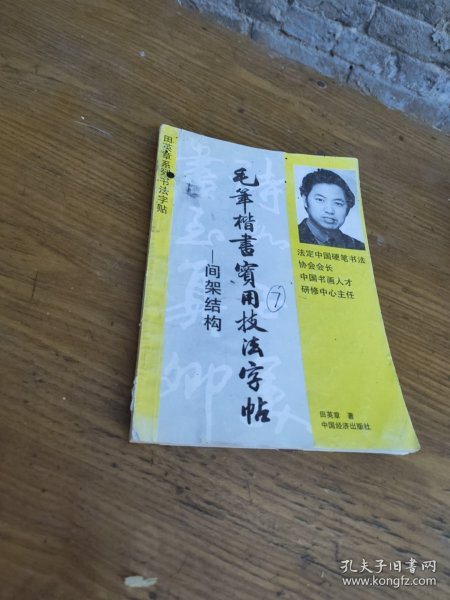 田英章系列书法字贴
毛笔楷書實用技法字帖
⑦
—间架结构
法定中国硬笔书法
协会会长
中国书画人才
研修中心主任
田英章 著
中国经济出版社
孔夫子旧书网
www.kongfz.com